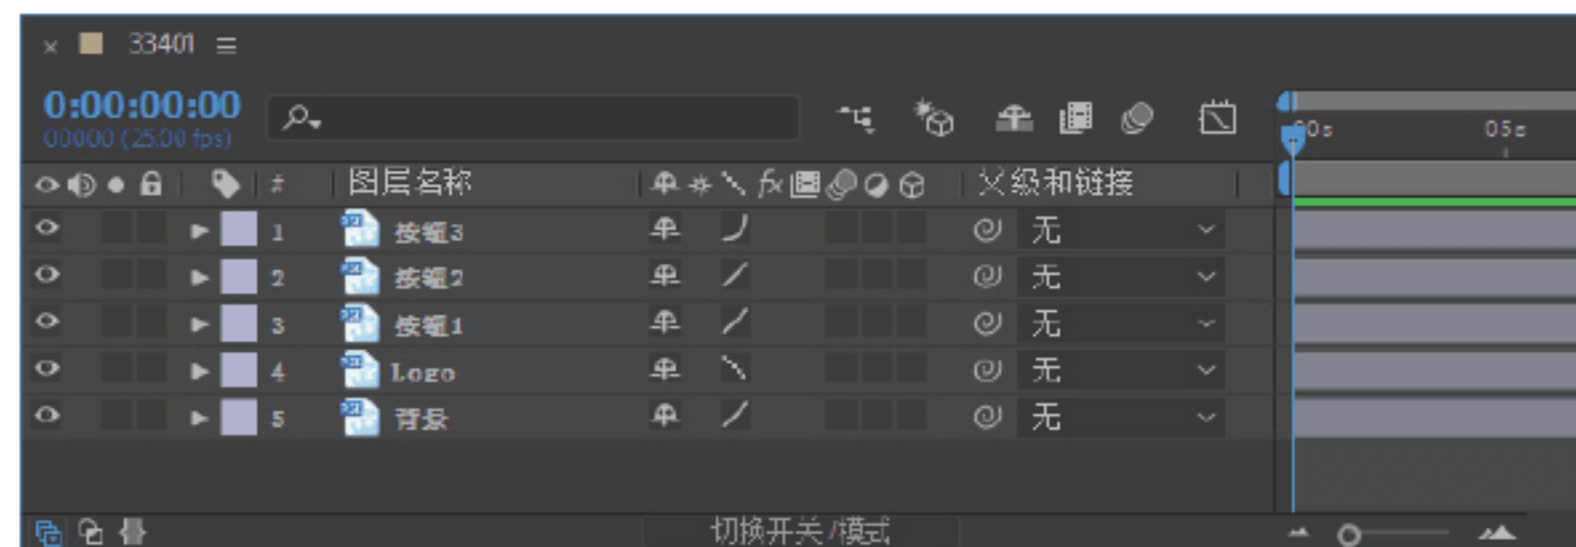 33401
0:00:00:00
00000 (25.00 fps)
00s 05s
# 图层名称 fx 父级和链接
1 按钮3 无
2 按钮2 无
3 按钮1 无
4 Logo 无
5 背景 无
切换开关/模式